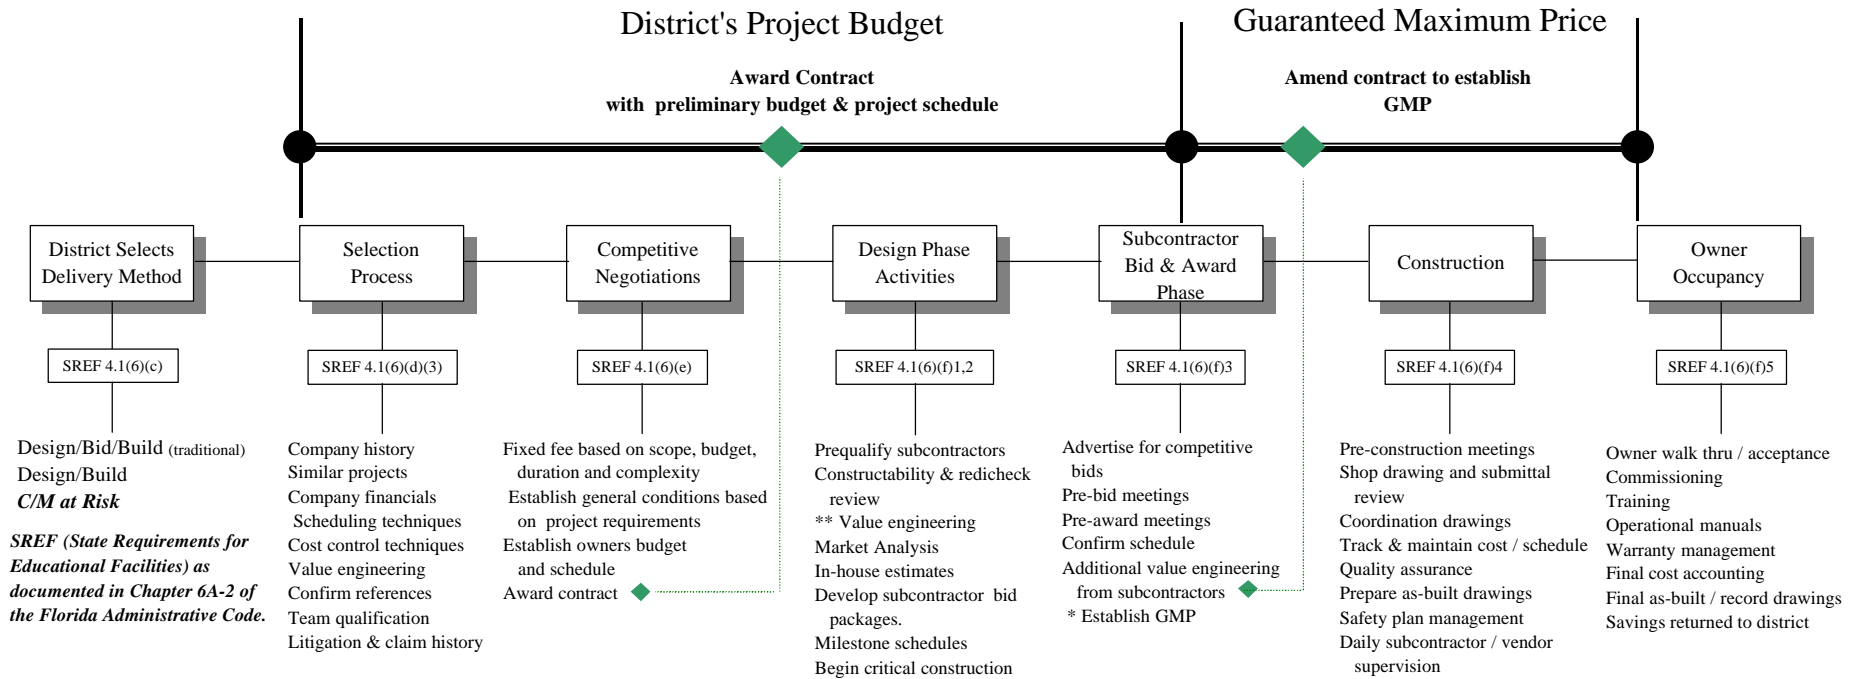 District's Project Budget
Guaranteed Maximum Price
Award Contract
with preliminary budget & project schedule
Amend contract to establish
GMP
District Selects
Delivery Method
Selection
Process
Competitive
Negotiations
Design Phase
Activities
Subcontractor
Bid & Award
Phase
Construction
Owner
Occupancy
SREF 4.1(6)(c)
SREF 4.1(6)(d)(3)
SREF 4.1(6)(e)
SREF 4.1(6)(f)1,2
SREF 4.1(6)(f)3
SREF 4.1(6)(f)4
SREF 4.1(6)(f)5
Design/Bid/Build (traditional)
Design/Build
C/M at Risk
SREF (State Requirements for
Educational Facilities) as
documented in Chapter 6A-2 of
the Florida Administrative Code.
Company history
Similar projects
Company financials
Scheduling techniques
Cost control techniques
Value engineering
Confirm references
Team qualification
Litigation & claim history
Fixed fee based on scope, budget,
duration and complexity
Establish general conditions based
on project requirements
Establish owners budget
and schedule
Award contract
Prequalify subcontractors
Constructability & redicheck
review
** Value engineering
Market Analysis
In-house estimates
Develop subcontractor bid
packages.
Milestone schedules
Begin critical construction
Advertise for competitive
bids
Pre-bid meetings
Pre-award meetings
Confirm schedule
Additional value engineering
from subcontractors
* Establish GMP
Pre-construction meetings
Shop drawing and submittal
review
Coordination drawings
Track & maintain cost / schedule
Quality assurance
Prepare as-built drawings
Safety plan management
Daily subcontractor / vendor
supervision
Owner walk thru / acceptance
Commissioning
Training
Operational manuals
Warranty management
Final cost accounting
Final as-built / record drawings
Savings returned to district